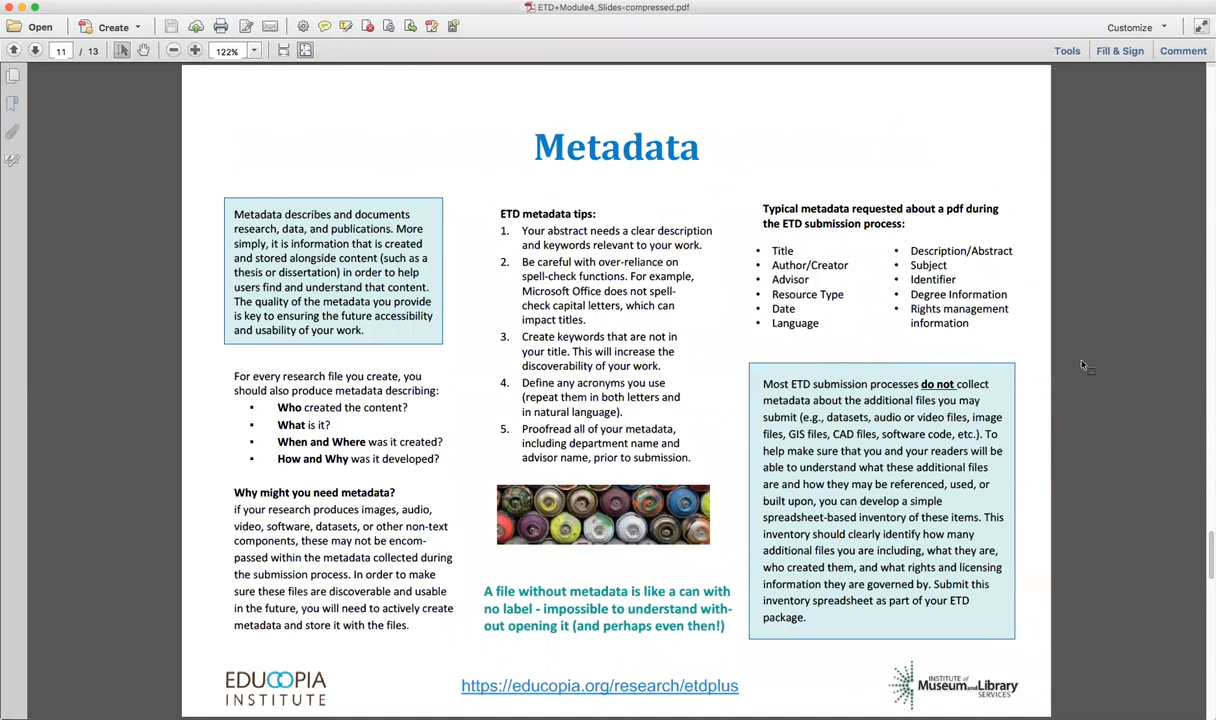 ETD+Module4_Slides-compressed.pdf
Open
Create
Customize
11 / 13
122%
Tools
Fill & Sign
Comment
Metadata
Metadata describes and documents
research, data, and publications. More
simply, it is information that is created
and stored alongside content (such as a
thesis or dissertation) in order to help
users find and understand that content.
The quality of the metadata you provide
is key to ensuring the future accessibility
and usability of your work.
For every research file you create, you
should also produce metadata describing:
▪ Who created the content?
▪ What is it?
▪ When and Where was it created?
▪ How and Why was it developed?
Why might you need metadata?
if your research produces images, audio,
video, software, datasets, or other non-text
components, these may not be encom-
passed within the metadata collected during
the submission process. In order to make
sure these files are discoverable and usable
in the future, you will need to actively create
metadata and store it with the files.
ETD metadata tips:
1. Your abstract needs a clear description
and keywords relevant to your work.
2. Be careful with over-reliance on
spell-check functions. For example,
Microsoft Office does not spell-
check capital letters, which can
impact titles.
3. Create keywords that are not in
your title. This will increase the
discoverability of your work.
4. Define any acronyms you use
(repeat them in both letters and
in natural language).
5. Proofread all of your metadata,
including department name and
advisor name, prior to submission.
A file without metadata is like a can with
no label - impossible to understand with-
out opening it (and perhaps even then!)
Typical metadata requested about a pdf during
the ETD submission process:
• Title
• Author/Creator
• Advisor
• Resource Type
• Date
• Language
• Description/Abstract
• Subject
• Identifier
• Degree Information
• Rights management
information
Most ETD submission processes do not collect
metadata about the additional files you may
submit (e.g., datasets, audio or video files, image
files, GIS files, CAD files, software code, etc.). To
help make sure that you and your readers will be
able to understand what these additional files
are and how they may be referenced, used, or
built upon, you can develop a simple
spreadsheet-based inventory of these items. This
inventory should clearly identify how many
additional files you are including, what they are,
who created them, and what rights and licensing
information they are governed by. Submit this
inventory spreadsheet as part of your ETD
package.
EDUCOPIA
INSTITUTE
https://educopia.org/research/etdplus
INSTITUTE of
Museum and Library
SERVICES